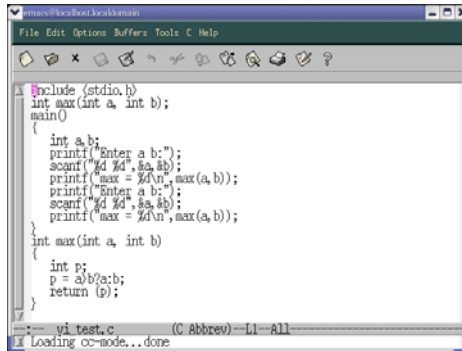 emacs@localhost.localdomain
File Edit Options Buffers Tools C Help
include <stdio.h>
int max(int a, int b);
main()
{
int a,b;
printf("Enter a b:");
scanf("%d %d",&a,&b);
printf("max = %d\n",max(a,b));
printf("Enter a b:");
scanf("%d %d",&a,&b);
printf("max = %d\n",max(a,b));
}
int max(int a, int b)
{
int p;
p = a>b?a:b;
return (p);
}
--:-- vi_test.c (C Abbrev)--L1--All--------------------
Loading cc-mode...done